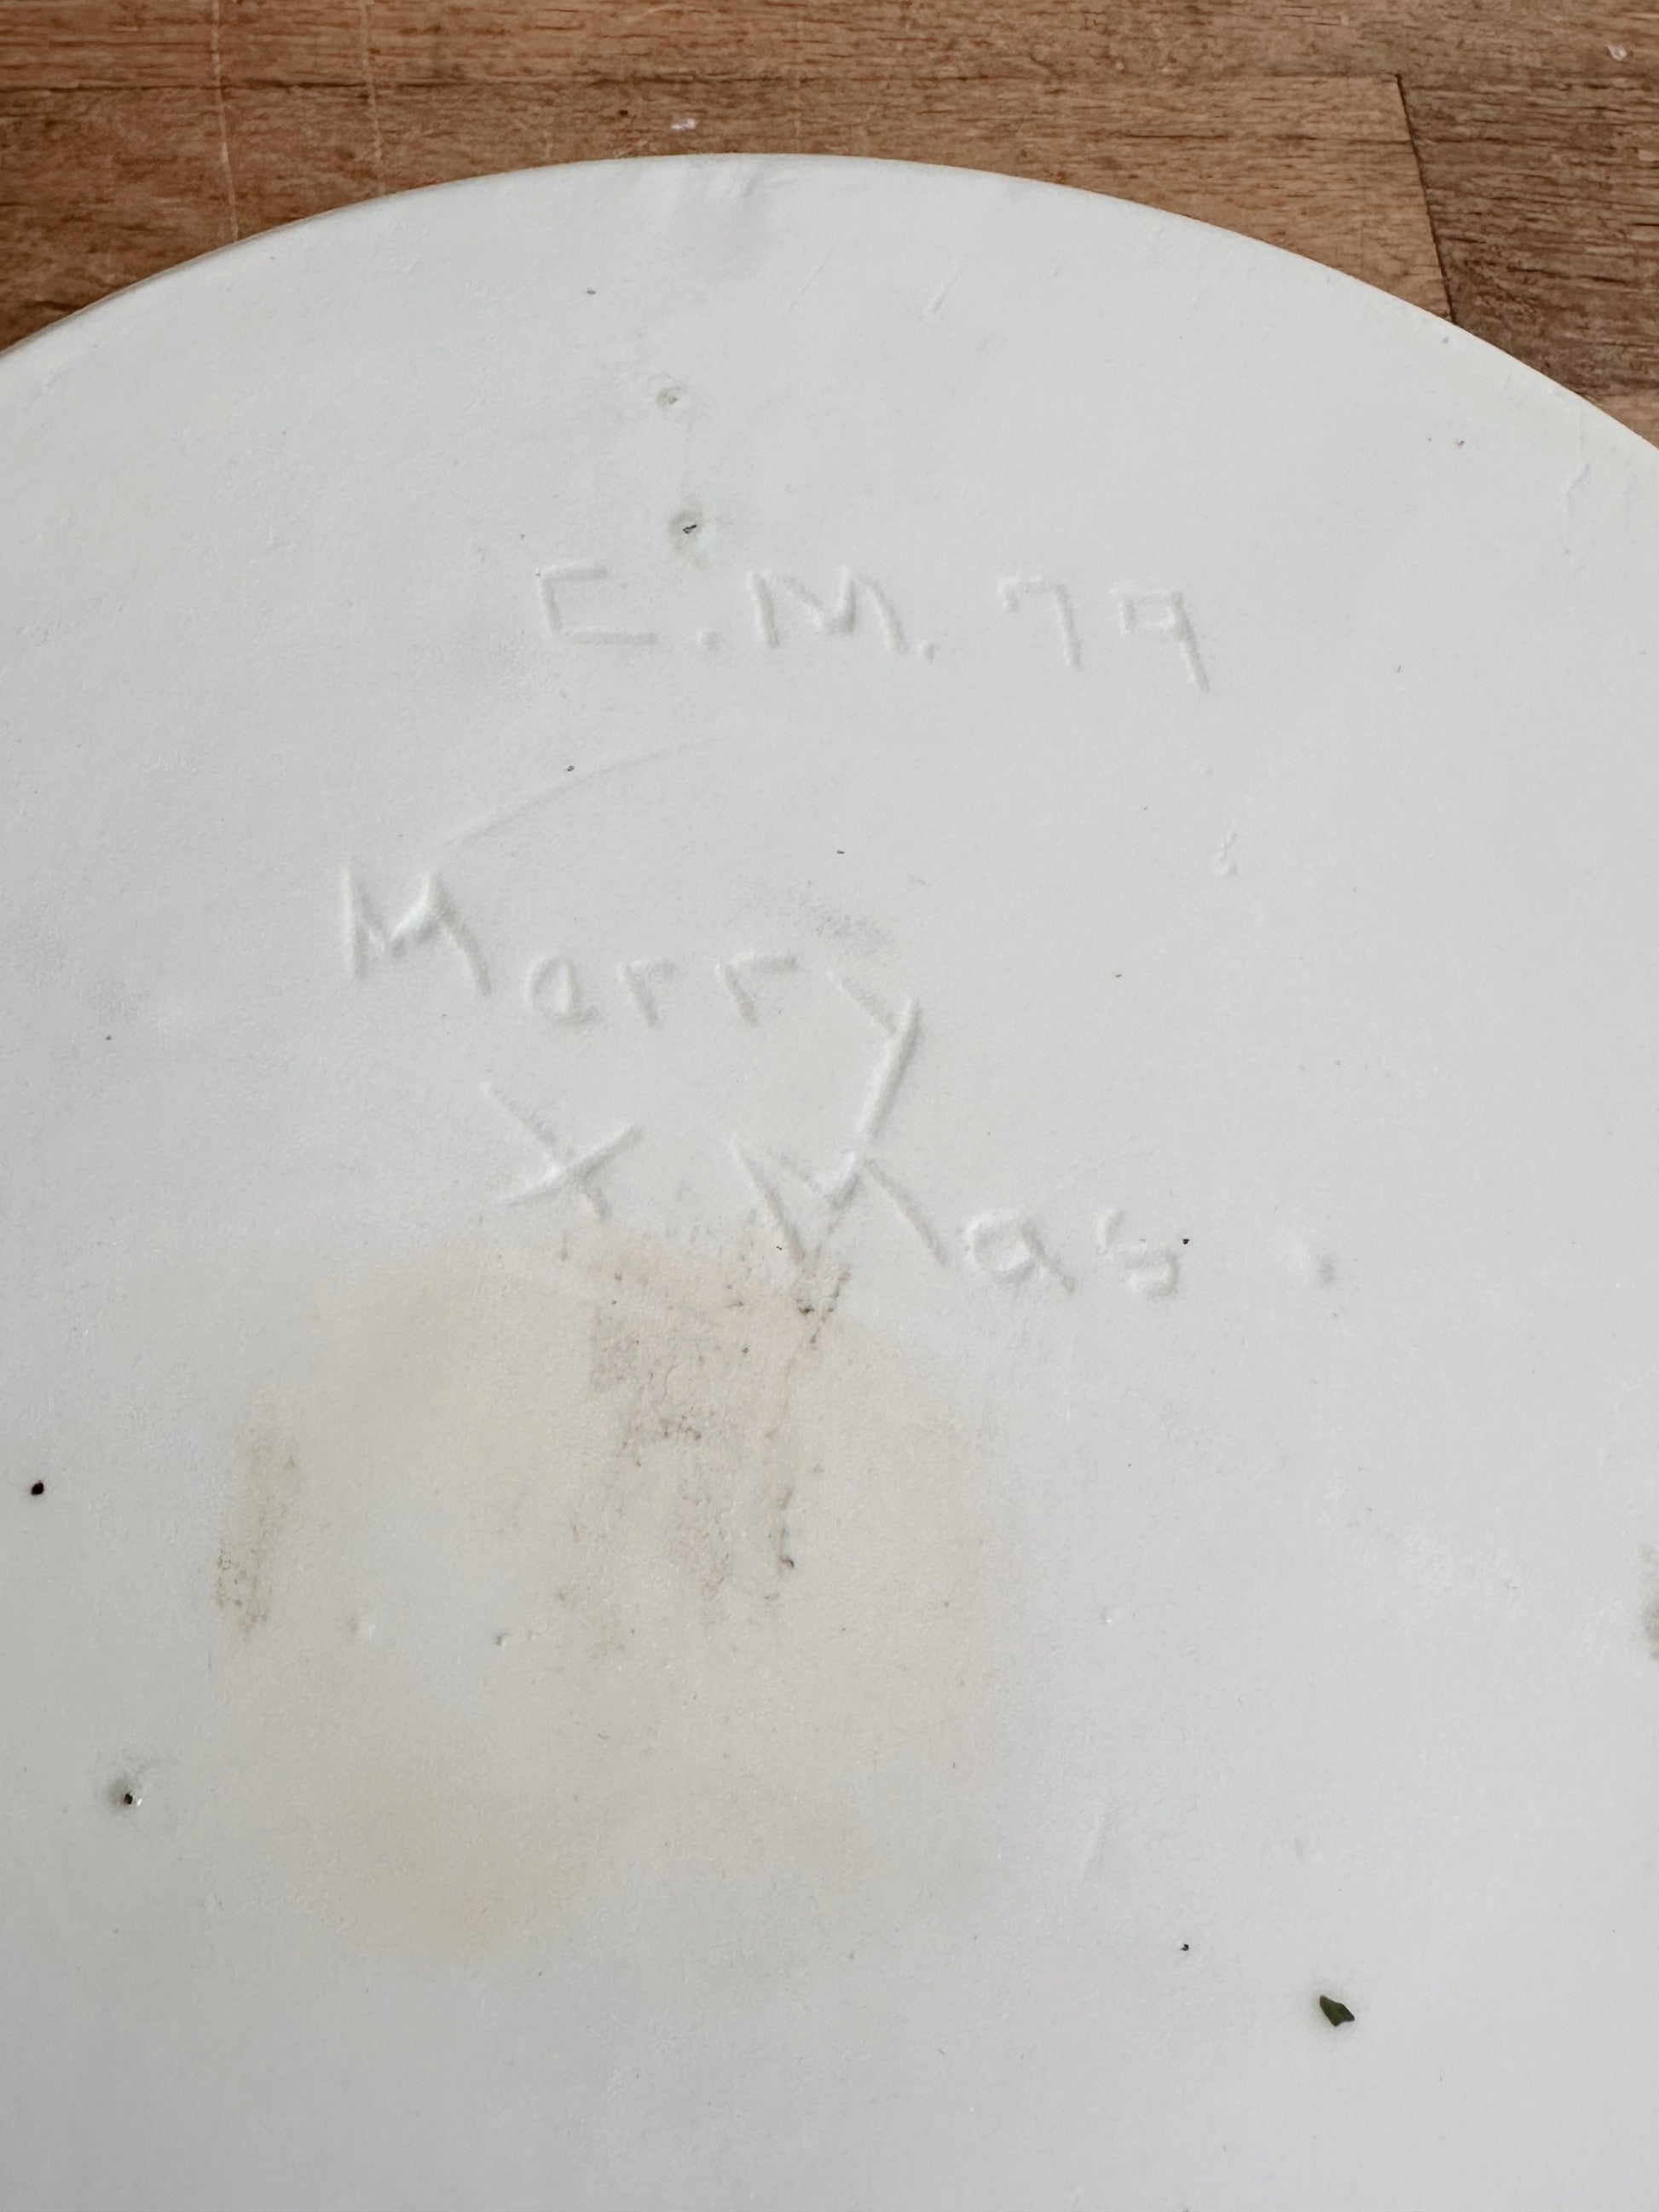 C.M. 79
Merry
X Mas.